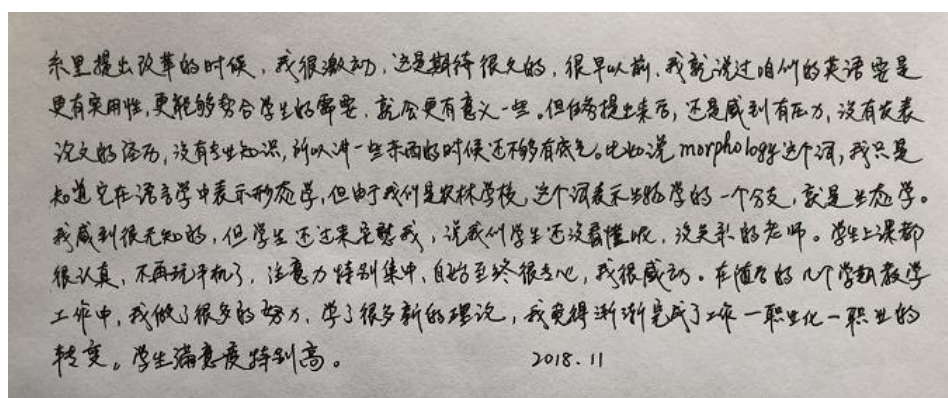 系里提出改革的时候，我很激动，这是期待很久的，很早以前，我就说过咱们的英语要是
更有实用性，更能够契合学生的需要，就会更有意义一些。但任务提出来后，还是感到有压力，没有发表
论文的经历，没有专业知识，所以讲一些东西的时候还不够有底气。比如说morphology这个词，我只是
知道它在语言学中表示形态学，但由于我们是农林学校，这个词表示生物学的一个分支，就是生态学。
我感到很无知的，但学生还过来安慰我，说我们学生还没看懂呢，没关系的老师。学生上课都
很认真，不再玩手机了，注意力特别集中，自始至终很专心，我很感动。在随后的几个学期教学
工作中，我做了很多的努力，学了很多新的理论，我觉得渐渐完成了工作－职业化－职业的
转变。学生满意度特别高。 2018.11